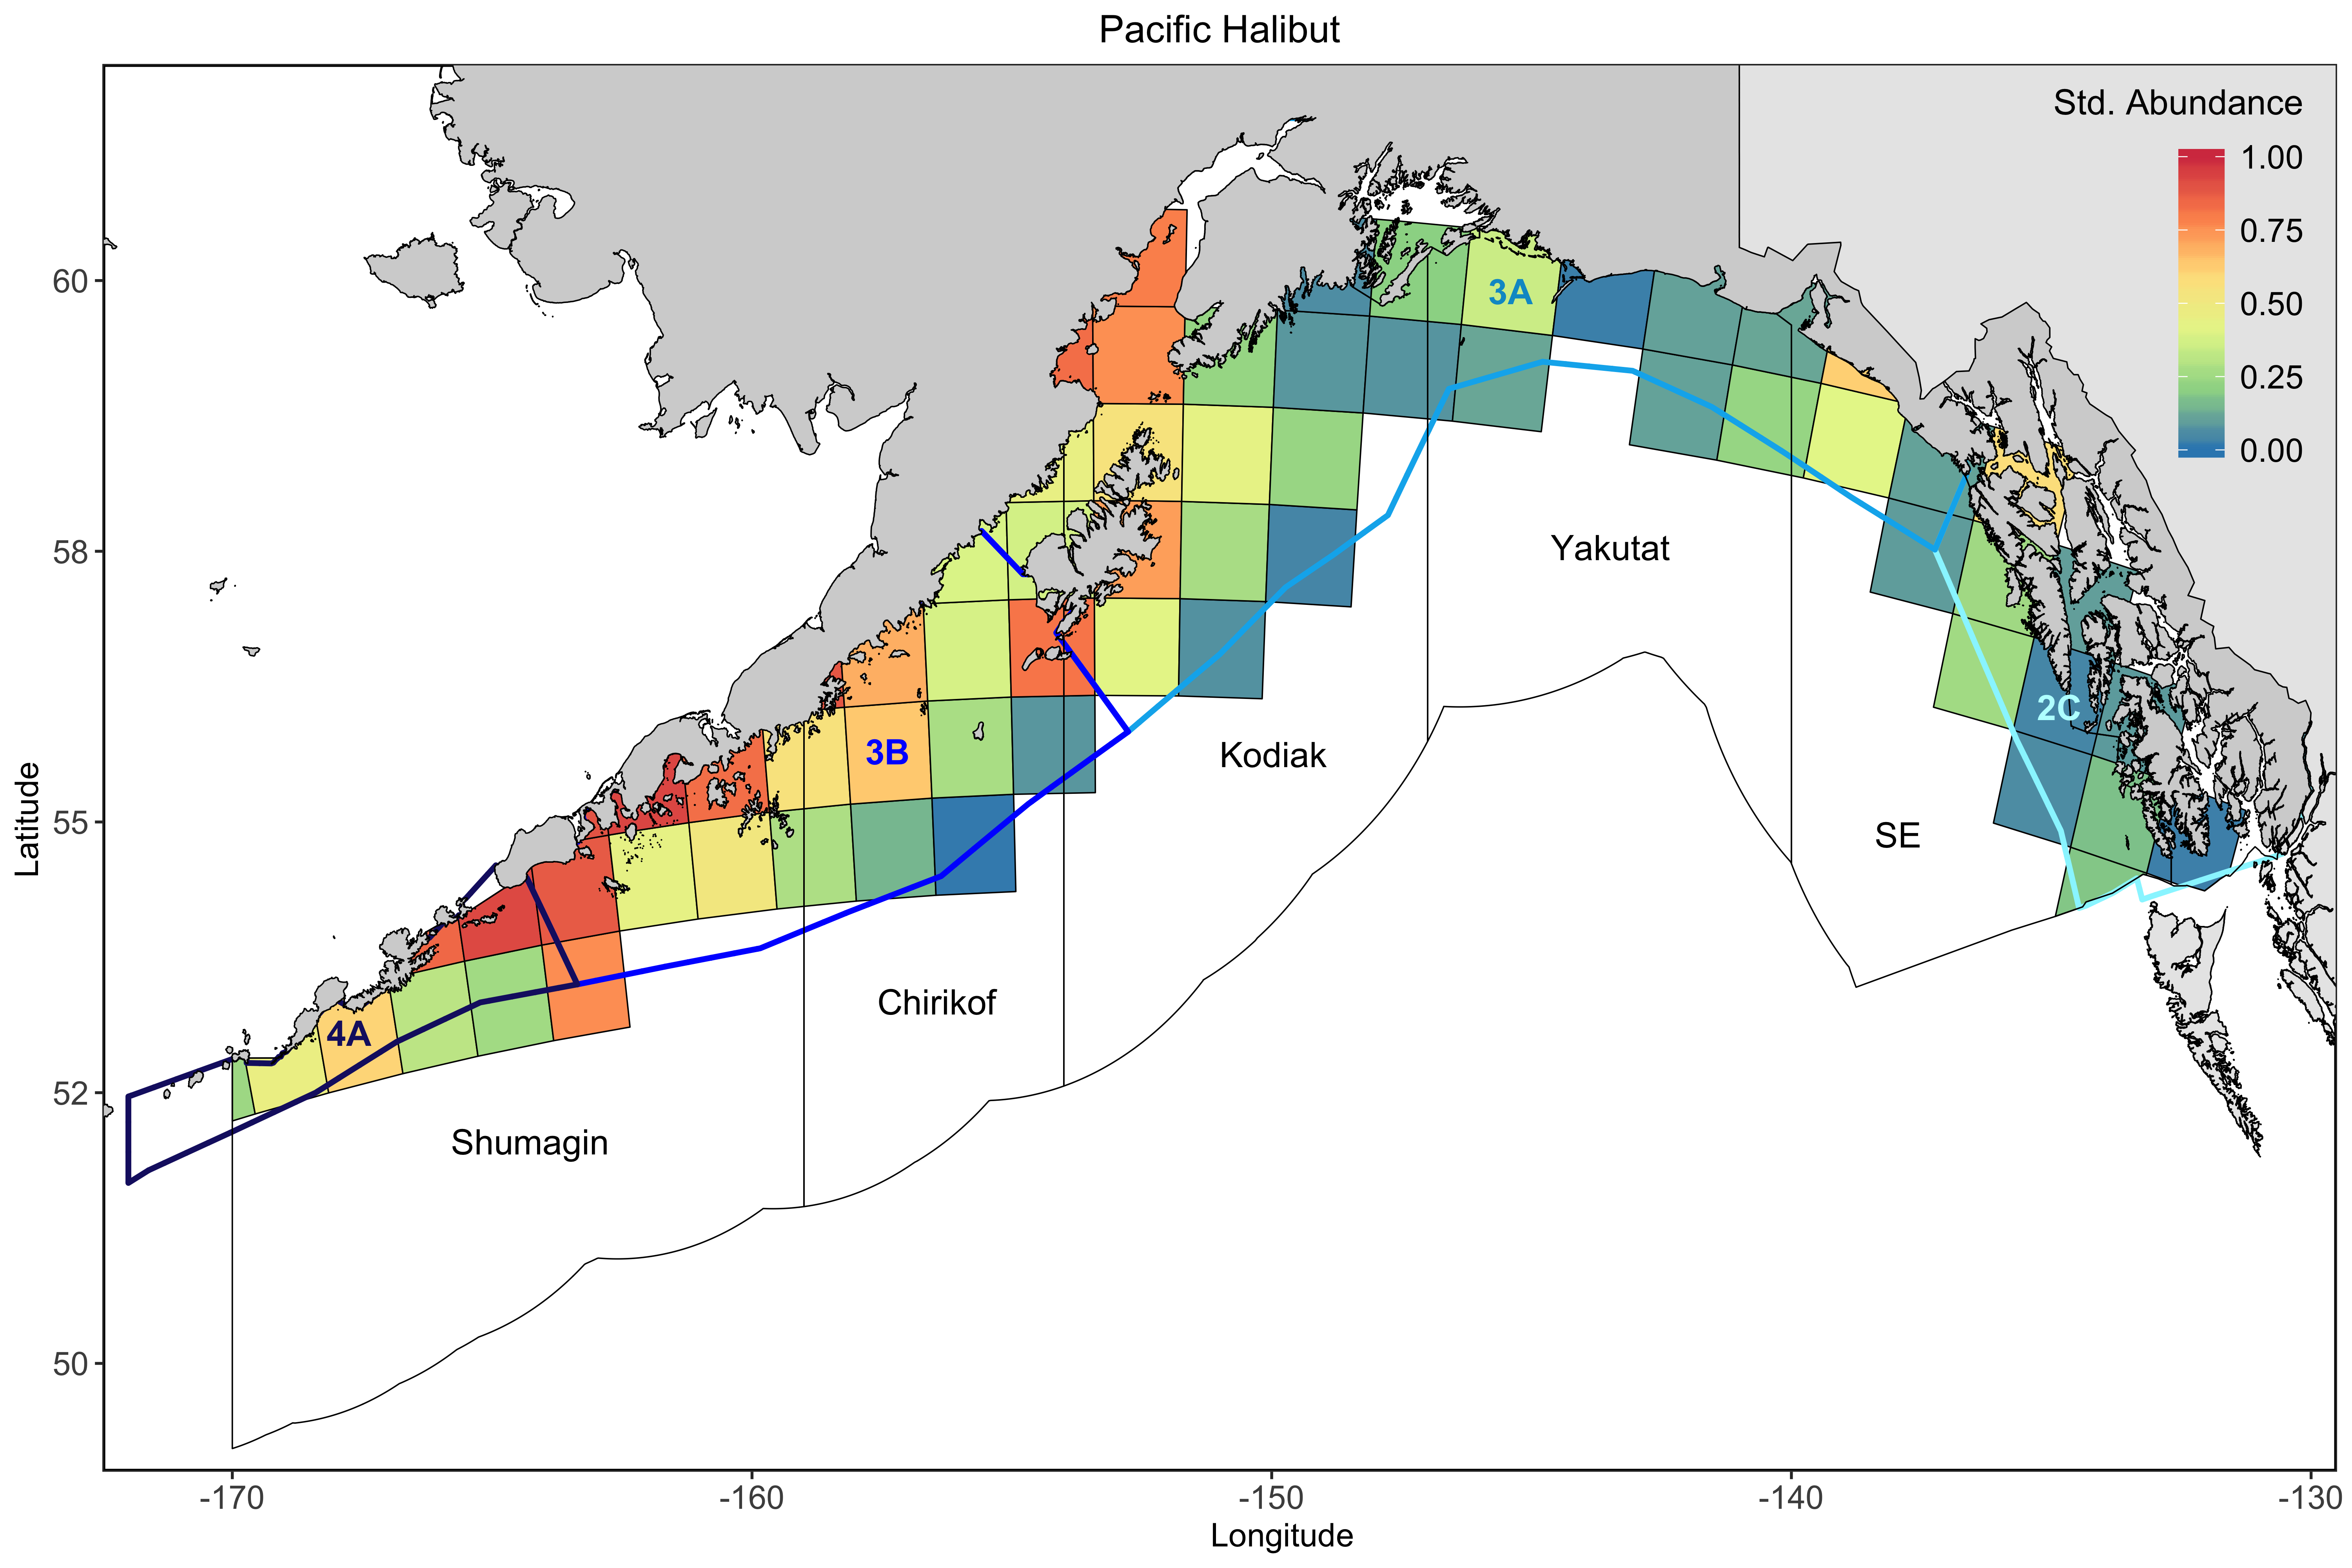 Pacific Halibut
Std. Abundance
1.00
0.75
0.50
0.25
0.00
60
58
55
52
50
Latitude
3A
2C
3B
4A
Yakutat
Kodiak
SE
Chirikof
Shumagin
-170
-160
-150
-140
-130
Longitude